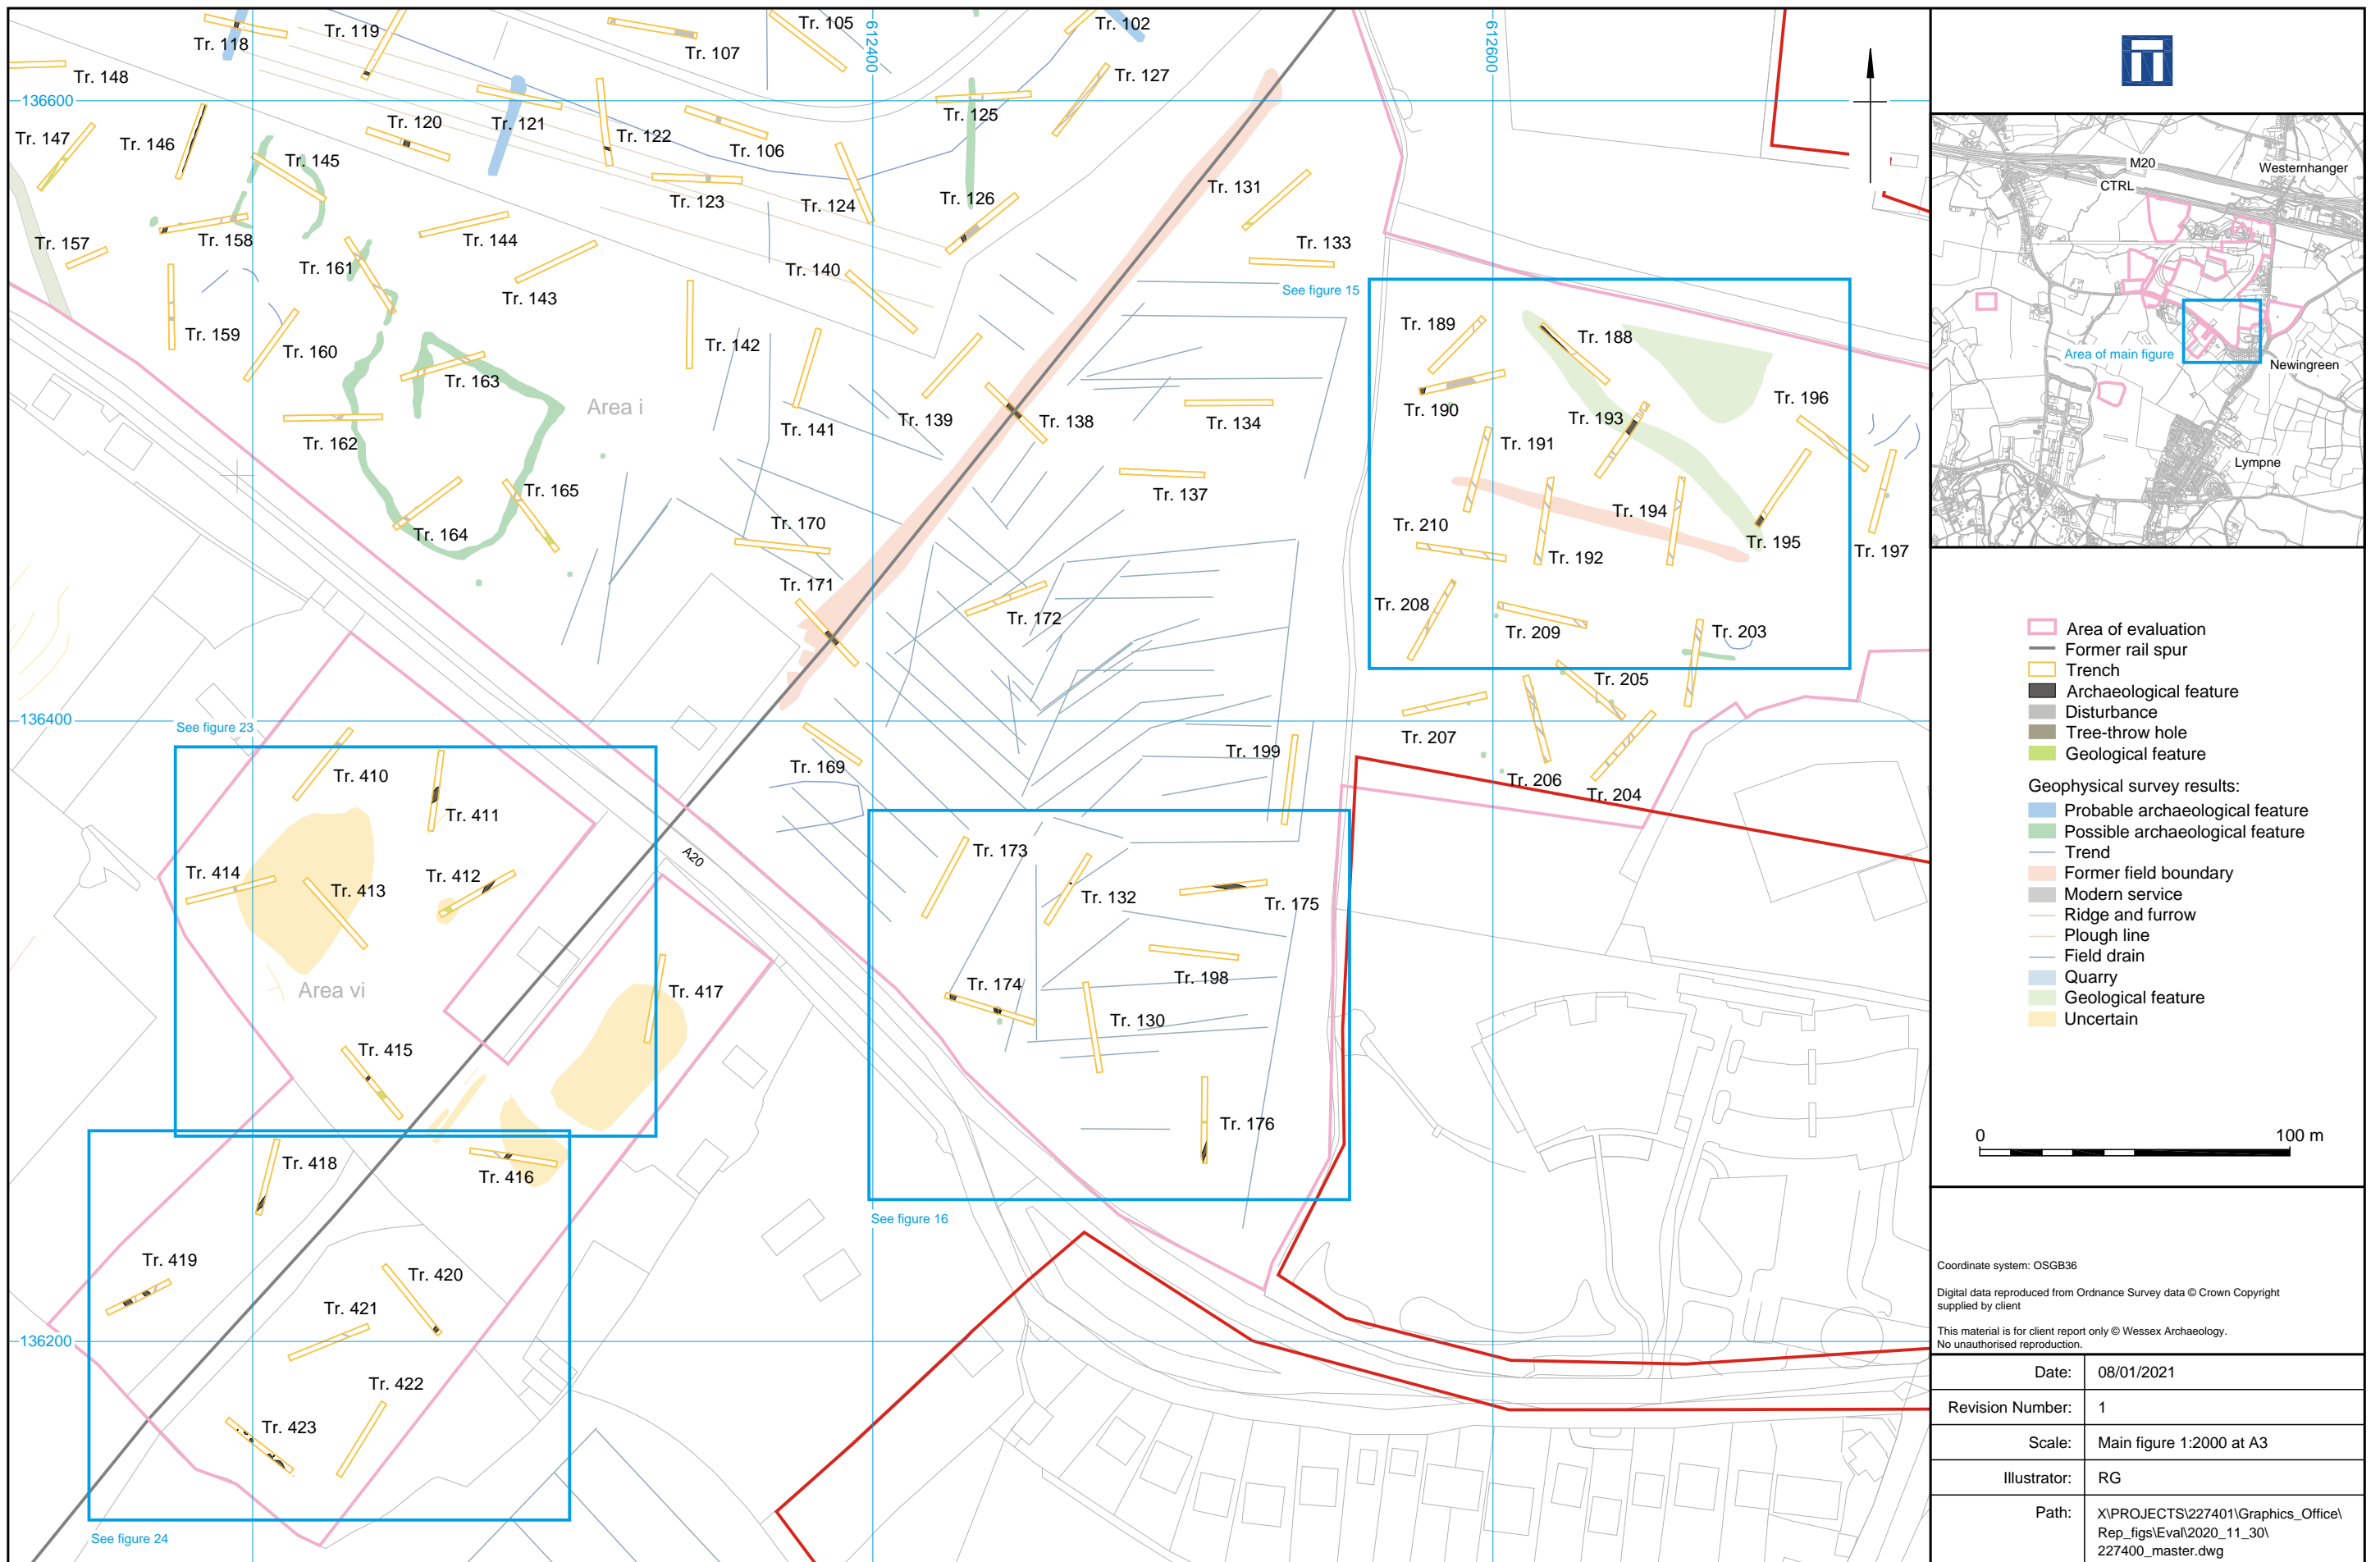 Tr. 105
612400
Tr. 102
612600
Tr. 118
Tr. 119
Tr. 107
Tr. 148
Tr. 127
136600
Tr. 147
Tr. 146
Tr. 120
Tr. 121
Tr. 122
Tr. 106
Tr. 125
Tr. 145
Tr. 123
Tr. 124
Tr. 126
Tr. 131
Tr. 157
Tr. 158
Tr. 144
Tr. 133
Tr. 161
Tr. 143
Tr. 140
See figure 15
Tr. 159
Tr. 160
Tr. 142
Tr. 189
Tr. 188
Tr. 163
Area i
Tr. 139
Tr. 138
Tr. 134
Tr. 190
Tr. 193
Tr. 196
Tr. 162
Tr. 141
Tr. 191
Tr. 165
Tr. 137
Tr. 164
Tr. 170
Tr. 210
Tr. 194
Tr. 192
Tr. 195
Tr. 197
Tr. 171
Tr. 172
Tr. 208
Tr. 209
Tr. 203
Tr. 205
136400
See figure 23
Tr. 169
Tr. 199
Tr. 207
Tr. 206
Tr. 204
Tr. 410
Tr. 411
A20
Tr. 173
Tr. 414
Tr. 413
Tr. 412
Tr. 132
Tr. 175
Area vi
Tr. 417
Tr. 174
Tr. 198
Tr. 130
Tr. 415
Tr. 176
Tr. 418
Tr. 416
See figure 16
Tr. 419
Tr. 420
Tr. 421
136200
Tr. 422
Tr. 423
See figure 24
M20
Westernhanger
CTRL
Area of main figure
Newingreen
Lympne
Area of evaluation
Former rail spur
Trench
Archaeological feature
Disturbance
Tree-throw hole
Geological feature
Geophysical survey results:
Probable archaeological feature
Possible archaeological feature
Trend
Former field boundary
Modern service
Ridge and furrow
Plough line
Field drain
Quarry
Geological feature
Uncertain
0 100 m
Coordinate system: OSGB36
Digital data reproduced from Ordnance Survey data © Crown Copyright
supplied by client
This material is for client report only © Wessex Archaeology.
No unauthorised reproduction.
Date: 08/01/2021
Revision Number: 1
Scale: Main figure 1:2000 at A3
Illustrator: RG
Path: X\PROJECTS\227401\Graphics_Office\
Rep_figs\Eval\2020_11_30\
227400_master.dwg